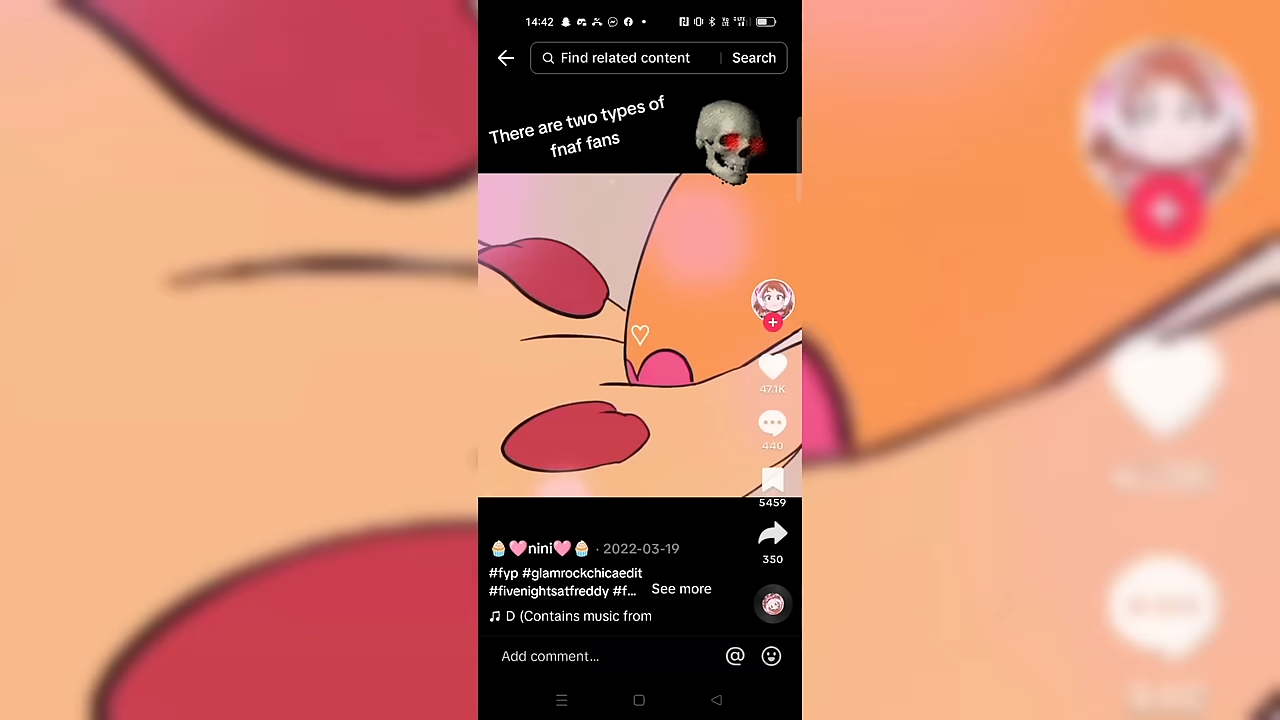 14:42
Find related content
Search
There are two types of
fnaf fans
47.1K
440
5459
350
nini · 2022-03-19
#fyp #glamrockchicaedit
#fivenightsatfreddy #f...
See more
D (Contains music from
Add comment...